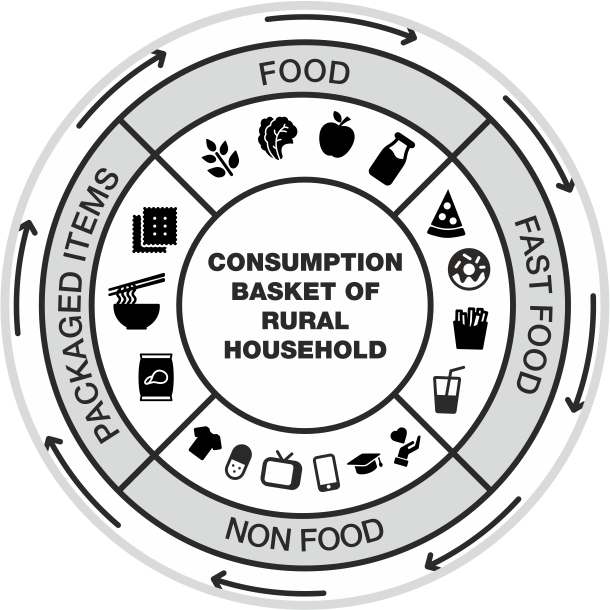 FOOD
FAST FOOD
NON FOOD
PACKAGED ITEMS
CONSUMPTION
BASKET OF
RURAL
HOUSEHOLD